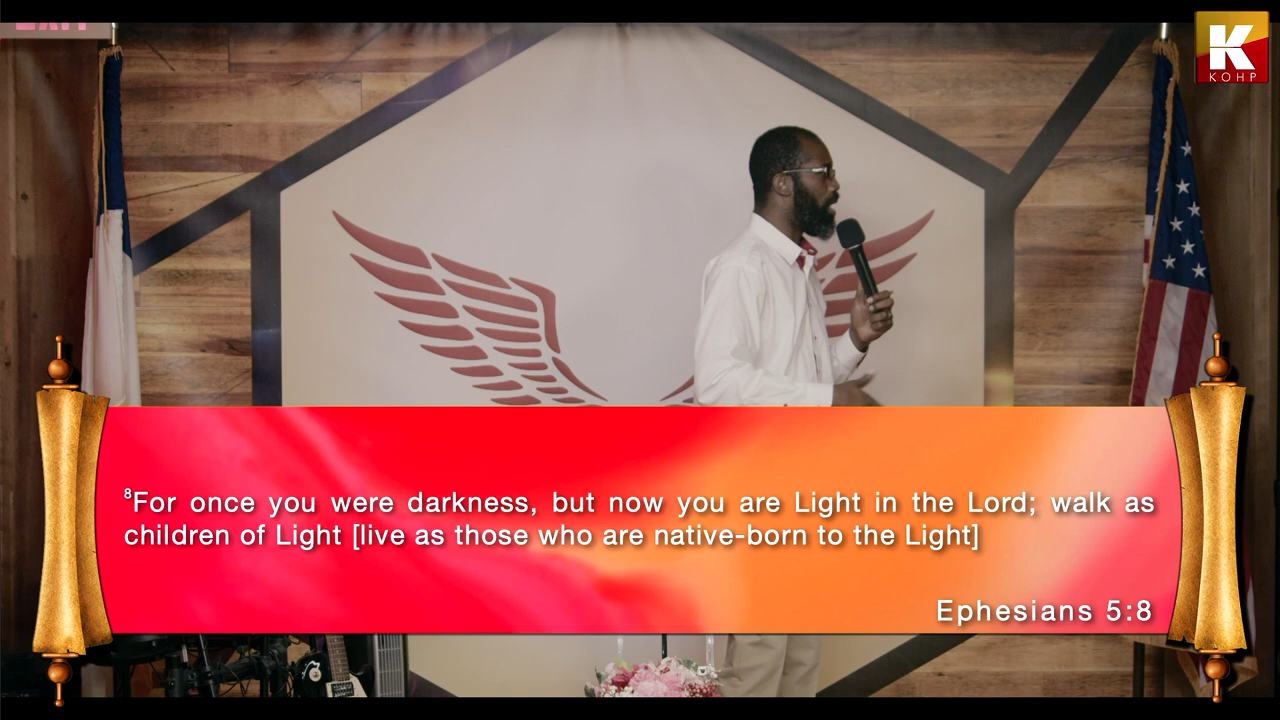 EXIT
K
KOHP
⁸For once you were darkness, but now you are Light in the Lord; walk as
children of Light [live as those who are native-born to the Light]
Ephesians 5:8